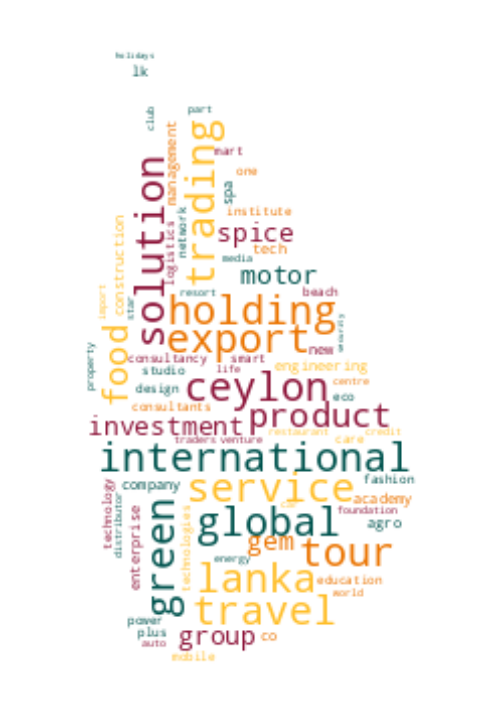 holidays
lk
club
part
management
trading
mart
solution
one
spa
network
institute
logistics
spice
construction
tech
media
motor
import
star
resort
beach
holding
security
export
food
new
property
consultancy
smart
studio
life
engineering
design
ceylon
centre
eco
consultants
product
investment
restaurant
credit
traders
venture
care
international
technology
company
service
fashion
distributor
academy
enterprise
green
technologies
car
foundation
global
agro
gem
tour
energy
lanka
education
world
travel
power
plus
group
co
auto
mobile